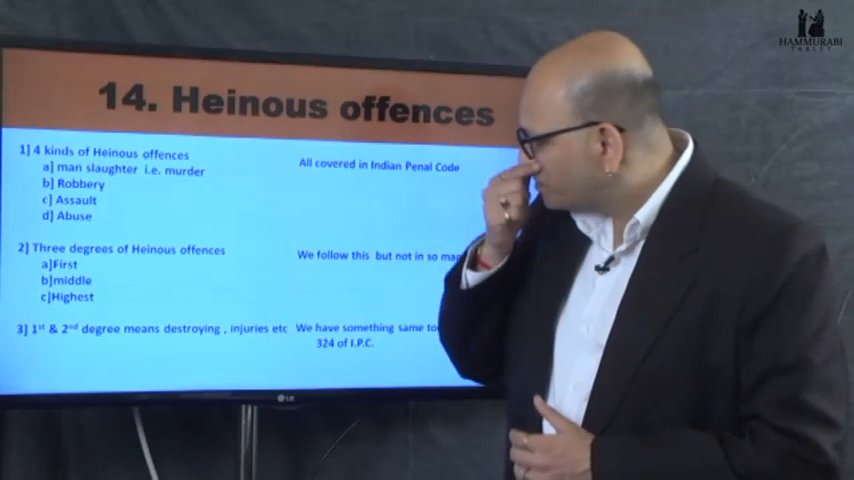 HAMMURABI
TABLET
14. Heinous offences
1] 4 kinds of Heinous offences
a] man slaughter i.e. murder
b] Robbery
c] Assault
d] Abuse
All covered in Indian Penal Code
2] Three degrees of Heinous offences
a]First
b]middle
c]Highest
We follow this but not in so
3] 1st & 2nd degree means destroying , injuries etc
We have something same
324 of I.P.C.
LG